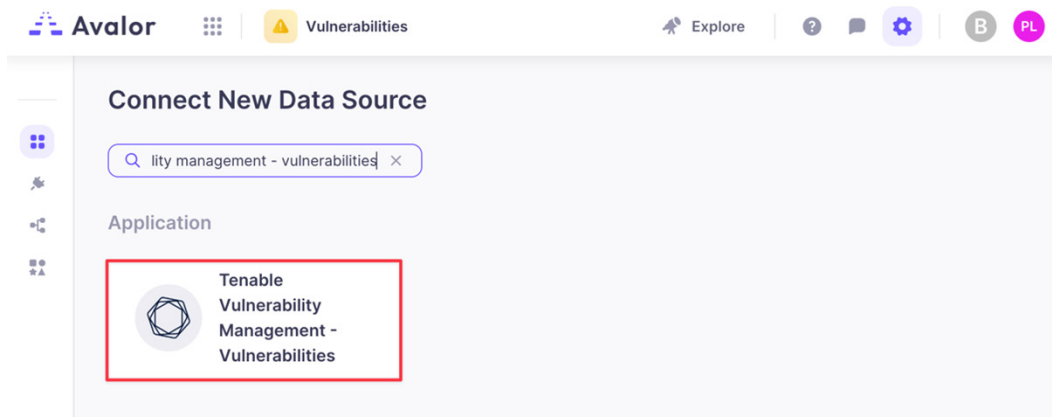 Avalor
Vulnerabilities
Explore
?
B
PL
Connect New Data Source
lity management - vulnerabilities
Application
Tenable
Vulnerability
Management -
Vulnerabilities